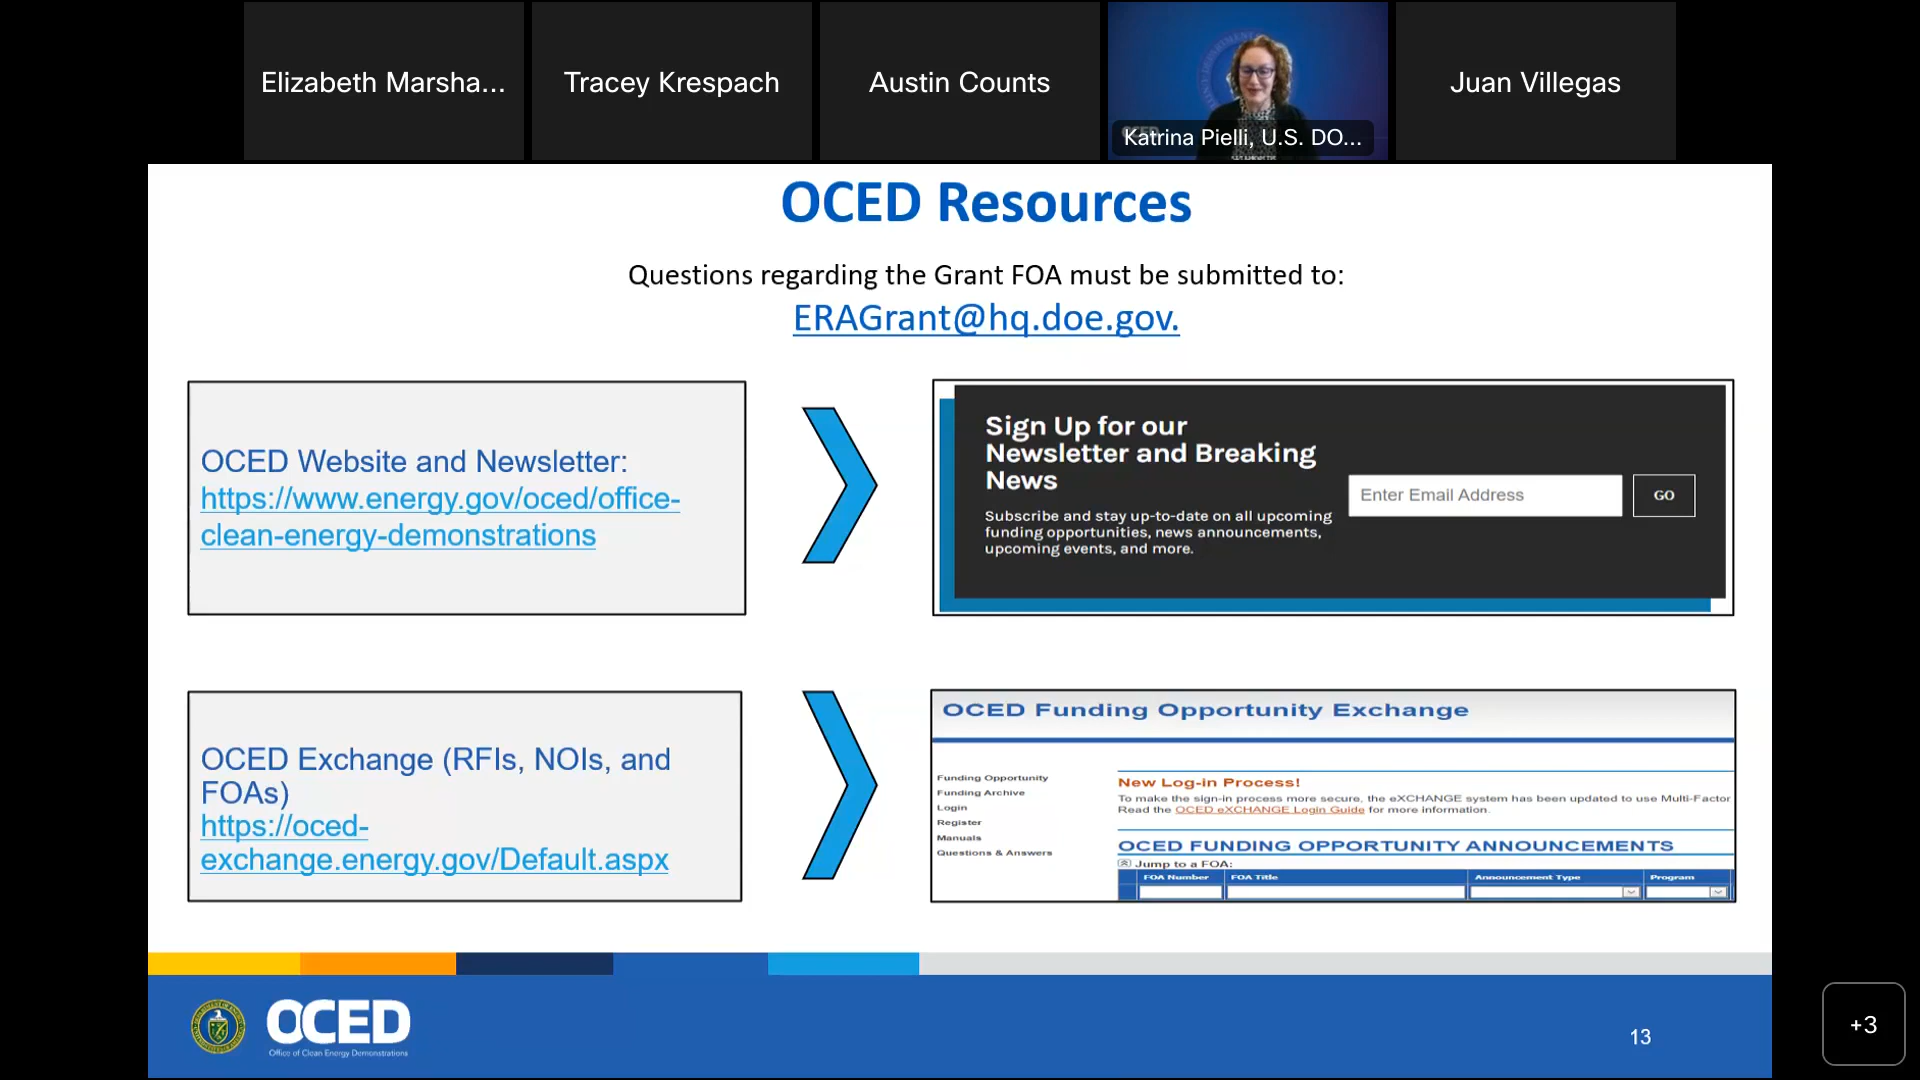 Elizabeth Marsha...
Tracey Krespach
Austin Counts
Katrina Pielli, U.S. DO...
Juan Villegas
OCED Resources
Questions regarding the Grant FOA must be submitted to:
ERAGrant@hq.doe.gov.
OCED Website and Newsletter:
https://www.energy.gov/oced/office-
clean-energy-demonstrations
Sign Up for our
Newsletter and Breaking
News
Subscribe and stay up-to-date on all upcoming
funding opportunities, news announcements,
upcoming events, and more.
Enter Email Address
GO
OCED Exchange (RFIs, NOIs, and
FOAs)
https://oced-
exchange.energy.gov/Default.aspx
OCED Funding Opportunity Exchange
Funding Opportunity
Funding Archive
Login
Register
Manuals
Questions & Answers
New Log-in Process!
To make the sign-in process more secure, the eXCHANGE system has been updated to use Multi-Factor
Read the OCED eXCHANGE Login Guide for more information.
OCED FUNDING OPPORTUNITY ANNOUNCEMENTS
Jump to a FOA:
FOA Number FOA Title Announcement Type Program
OCED
Office of Clean Energy Demonstrations
13
+3